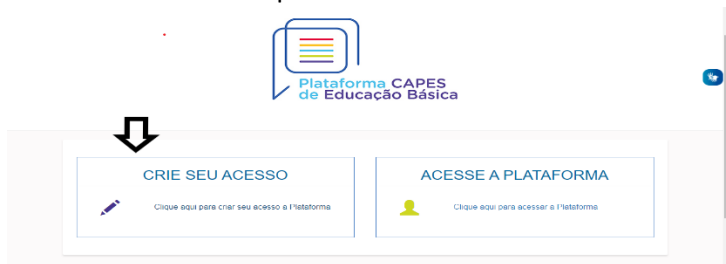 Plataforma CAPES
de Educação Básica
CRIE SEU ACESSO
Clique aqui para criar seu acesso a Plataforma
ACESSE A PLATAFORMA
Clique aqui para acessar a Plataforma